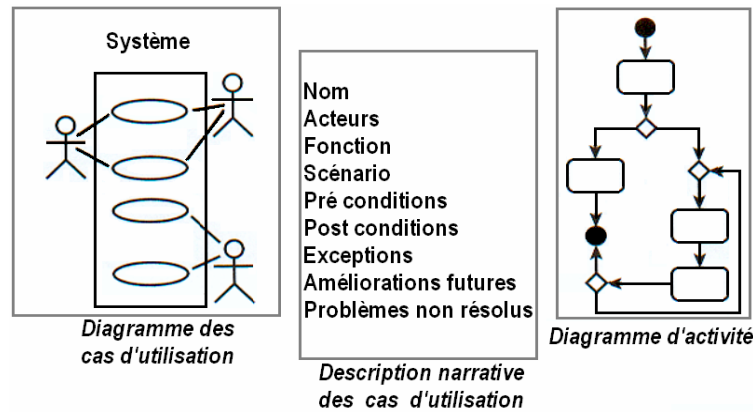 Système
Diagramme des
cas d'utilisation
Nom
Acteurs
Fonction
Scénario
Pré conditions
Post conditions
Exceptions
Améliorations futures
Problèmes non résolus
Description narrative
des cas d'utilisation
Diagramme d'activité